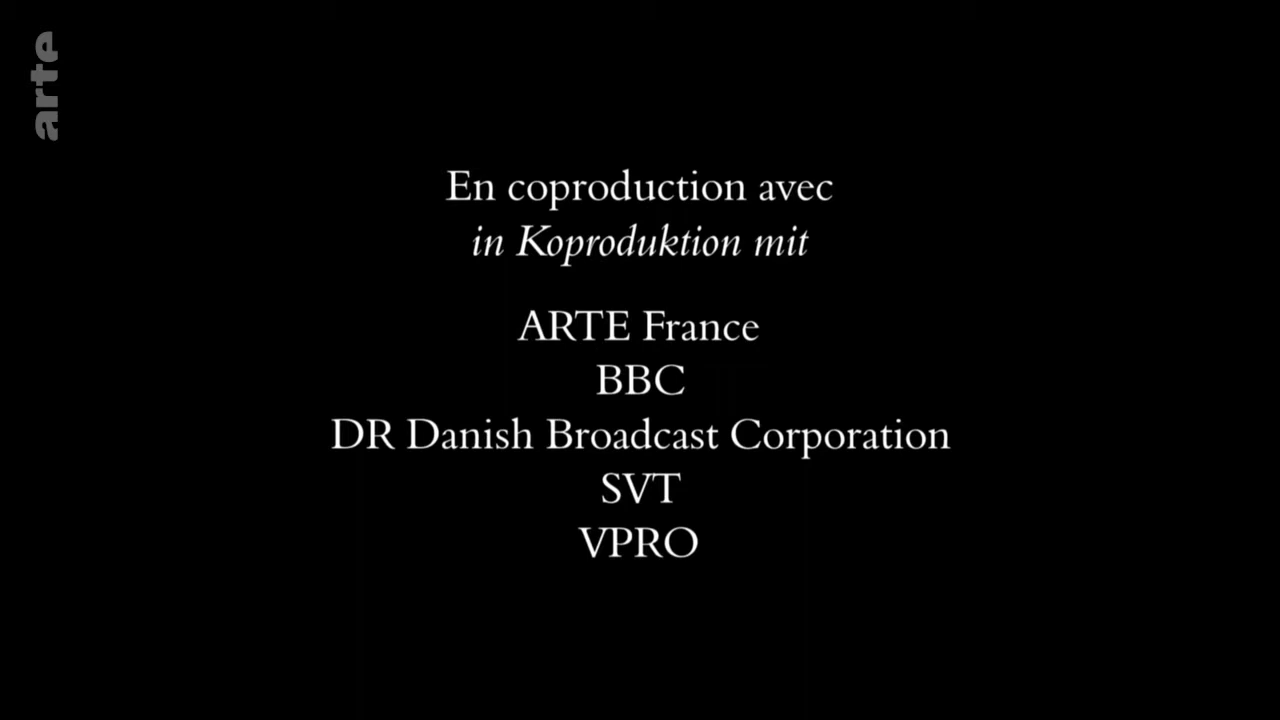 arte
En coproduction avec
in Koproduktion mit
ARTE France
BBC
DR Danish Broadcast Corporation
SVT
VPRO